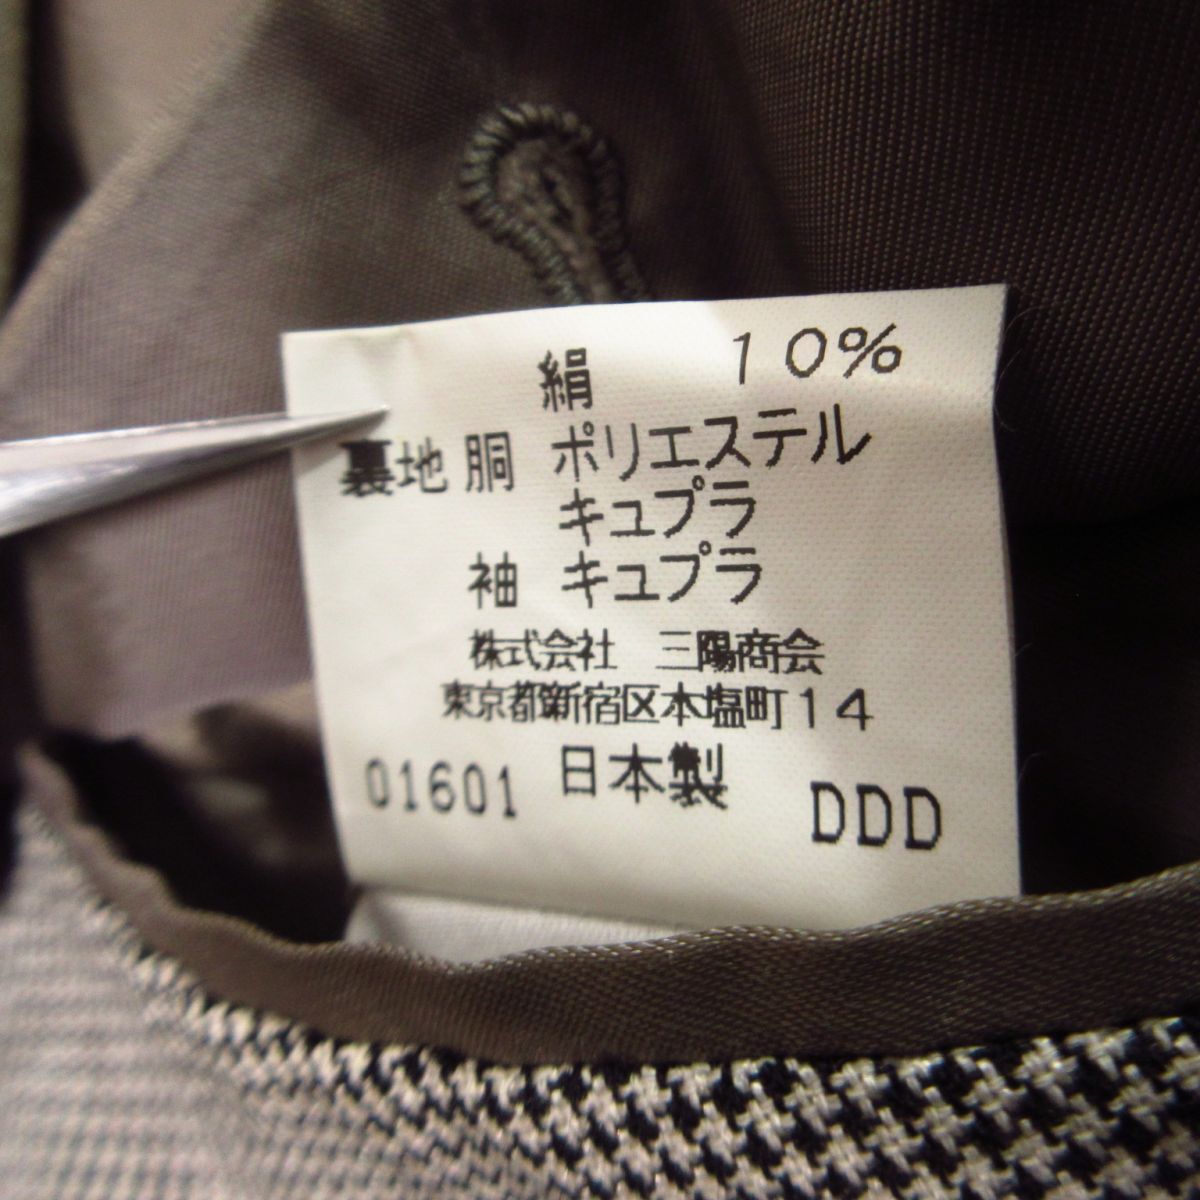 絹 10%
裏地 胴 ポリエステル
キュプラ
袖 キュプラ
株式会社 三陽商会
東京都新宿区本塩町14
01601 日本製 DDD